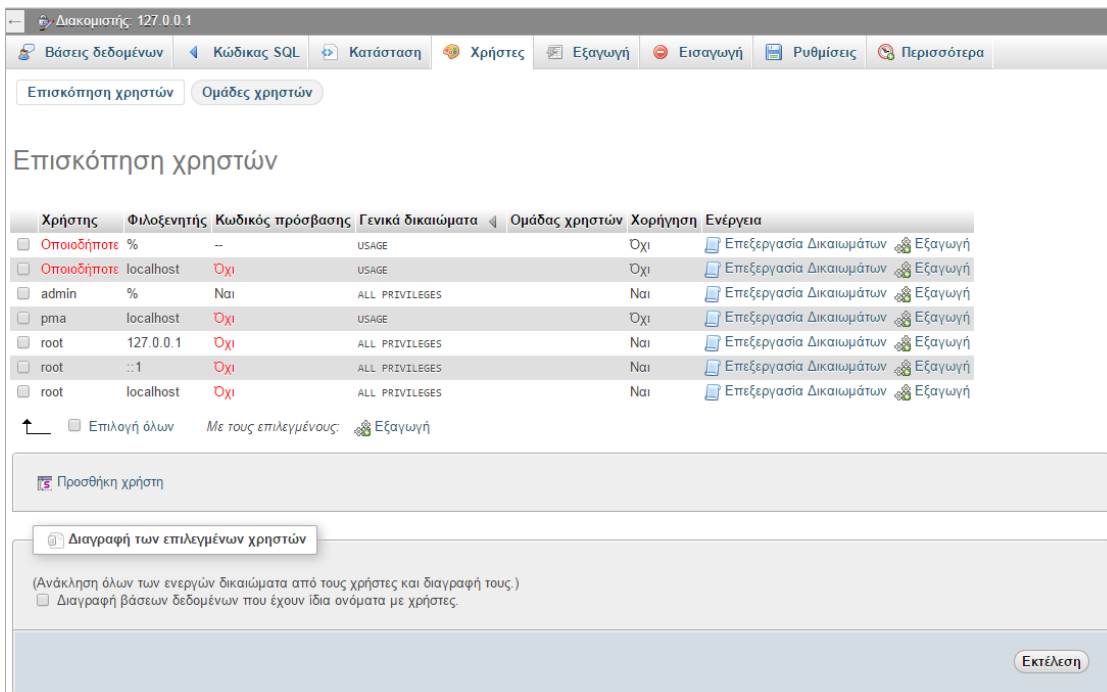 Διακομιστής: 127.0.0.1
Βάσεις δεδομένων Κώδικας SQL Κατάσταση Χρήστες Εξαγωγή Εισαγωγή Ρυθμίσεις Περισσότερα
Επισκόπηση χρηστών Ομάδες χρηστών
Επισκόπηση χρηστών
Χρήστης Φιλοξενητής Κωδικός πρόσβασης Γενικά δικαιώματα Ομάδας χρηστών Χορήγηση Ενέργεια
Οποιοδήποτε % -- USAGE Όχι Επεξεργασία Δικαιωμάτων Εξαγωγή
Οποιοδήποτε localhost Όχι USAGE Όχι Επεξεργασία Δικαιωμάτων Εξαγωγή
admin % Ναι ALL PRIVILEGES Ναι Επεξεργασία Δικαιωμάτων Εξαγωγή
pma localhost Όχι USAGE Όχι Επεξεργασία Δικαιωμάτων Εξαγωγή
root 127.0.0.1 Όχι ALL PRIVILEGES Ναι Επεξεργασία Δικαιωμάτων Εξαγωγή
root ::1 Όχι ALL PRIVILEGES Ναι Επεξεργασία Δικαιωμάτων Εξαγωγή
root localhost Όχι ALL PRIVILEGES Ναι Επεξεργασία Δικαιωμάτων Εξαγωγή
Επιλογή όλων Με τους επιλεγμένους: Εξαγωγή
Προσθήκη χρήστη
Διαγραφή των επιλεγμένων χρηστών
(Ανάκληση όλων των ενεργών δικαιώματα από τους χρήστες και διαγραφή τους.)
Διαγραφή βάσεων δεδομένων που έχουν ίδια ονόματα με χρήστες.
Εκτέλεση